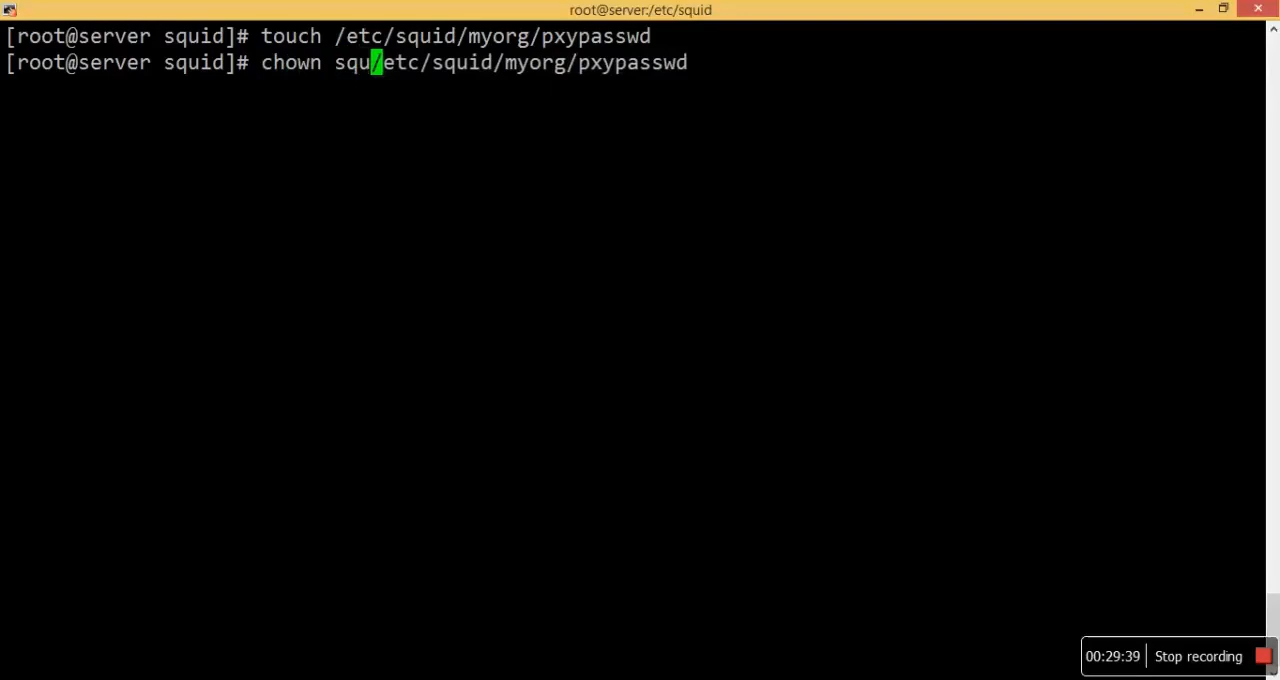 root@server:/etc/squid
[root@server squid]# touch /etc/squid/myorg/pxypasswd
[root@server squid]# chown squ/etc/squid/myorg/pxypasswd
00:29:39 Stop recording